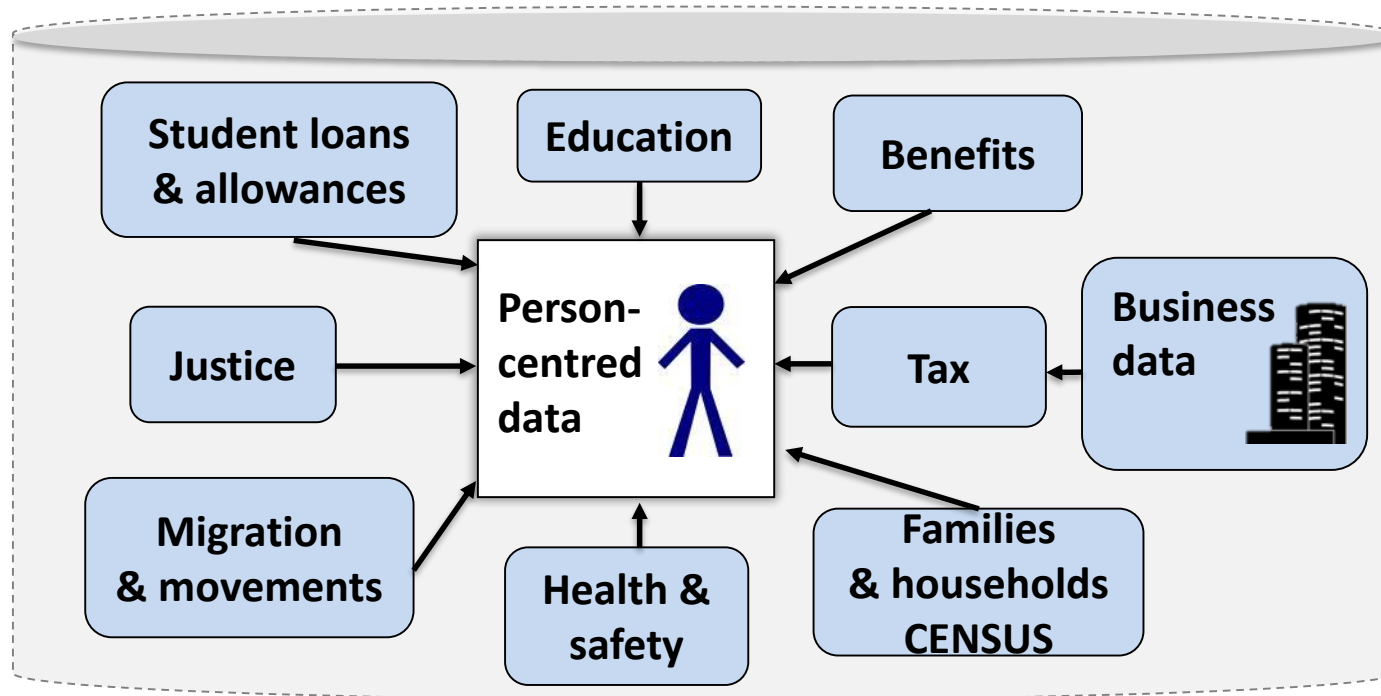 Student loans
& allowances
Education
Benefits
Person-
centred
data
Justice
Tax
Business
data
Migration
& movements
Health &
safety
Families
& households
CENSUS